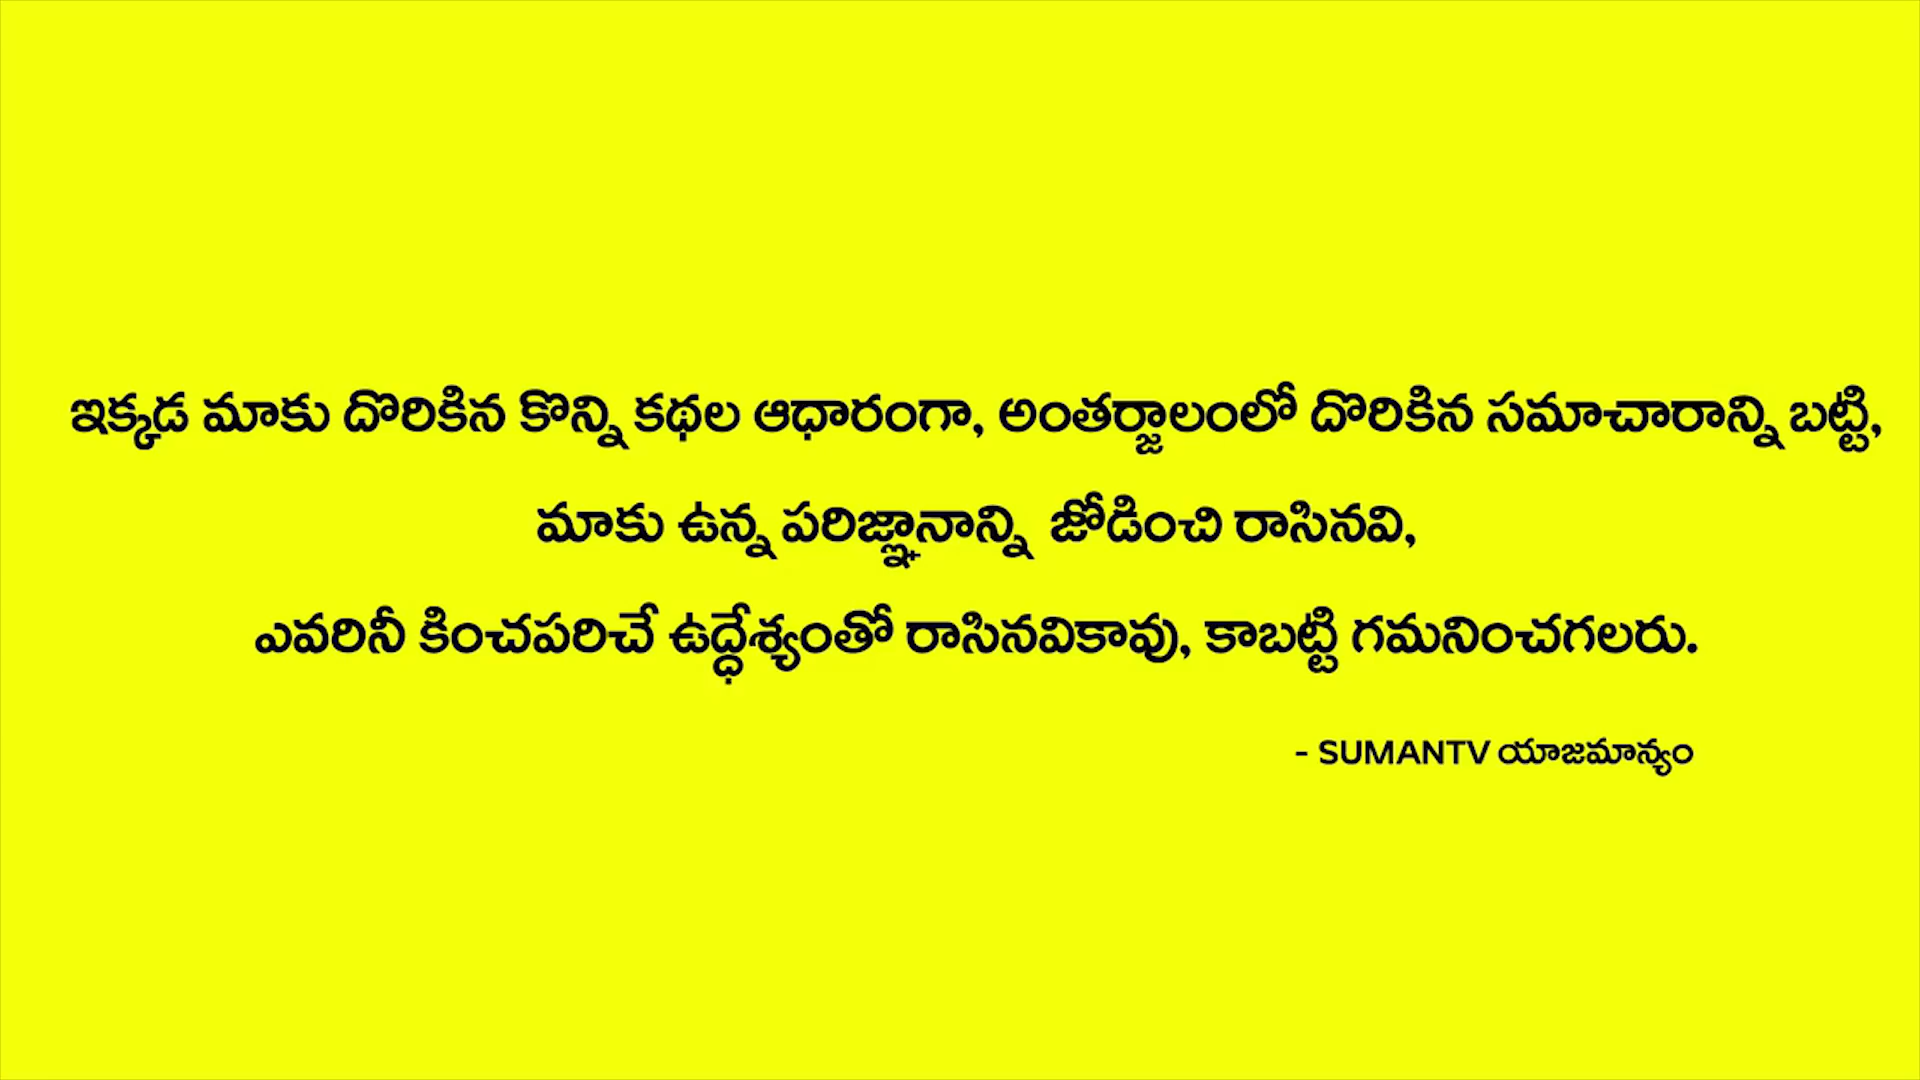 ఇక్కడ మాకు దొరికిన కొన్ని కథల ఆధారంగా, అంతర్జాలంలో దొరికిన సమాచారాన్ని బట్టి,
మాకు ఉన్న పరిజ్ఞానాన్ని జోడించి రాసినవి,
ఎవరినీ కించపరిచే ఉద్ధేశ్యంతో రాసినవికావు, కాబట్టి గమనించగలరు.
- SUMANTV యాజమాన్యం